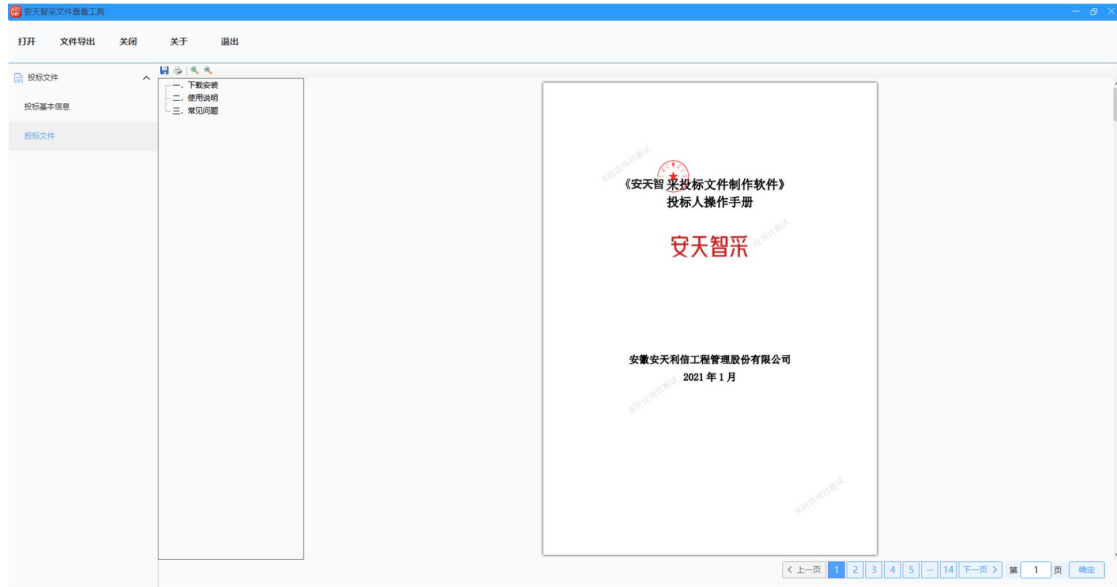 安天智采文件查看工具
打开 文件导出 关闭 关于 退出
投标文件
投标基本信息
投标文件
一、下载安装
二、使用说明
三、常见问题
《安天智采投标文件制作软件》
投标人操作手册
安天智采
安徽安天利信工程管理股份有限公司
2021 年 1 月
上一页 1 2 3 4 5 ... 14 下一页 第 1 页 确定